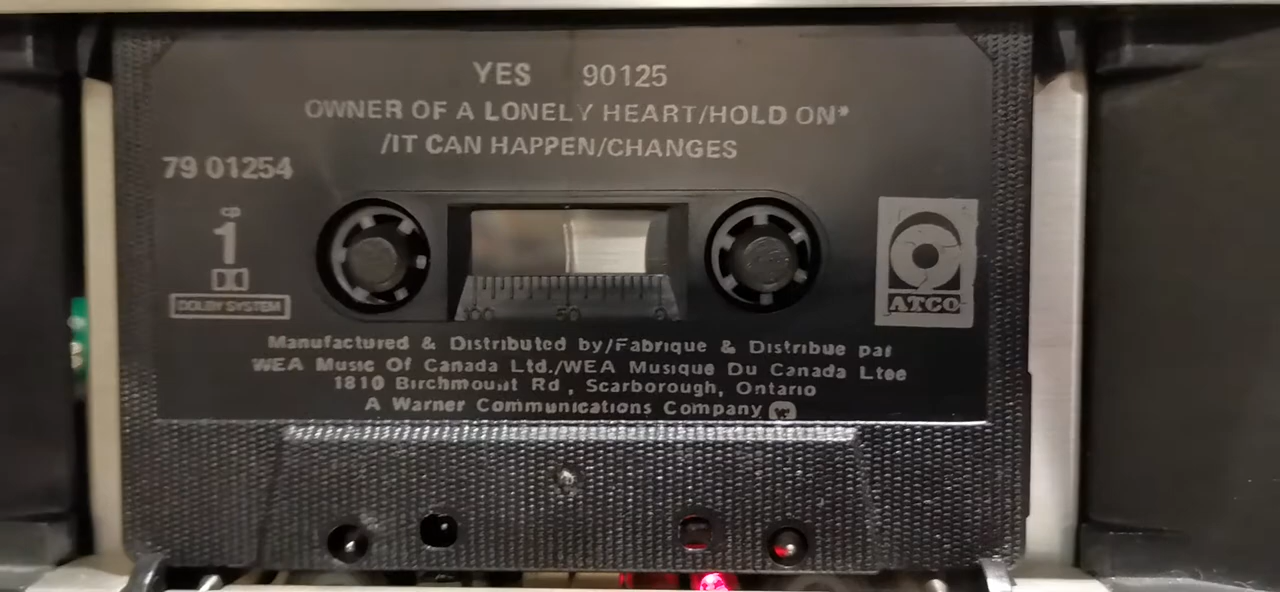 YES 90125
OWNER OF A LONELY HEART/HOLD ON*
/IT CAN HAPPEN/CHANGES
79 01254
cp
1
DOLBY SYSTEM
100 50 0
ATCO
Manufactured & Distributed by/Fabrique & Distribue par
WEA Music Of Canada Ltd./WEA Musique Du Canada Ltee
1810 Birchmount Rd, Scarborough, Ontario
A Warner Communications Company